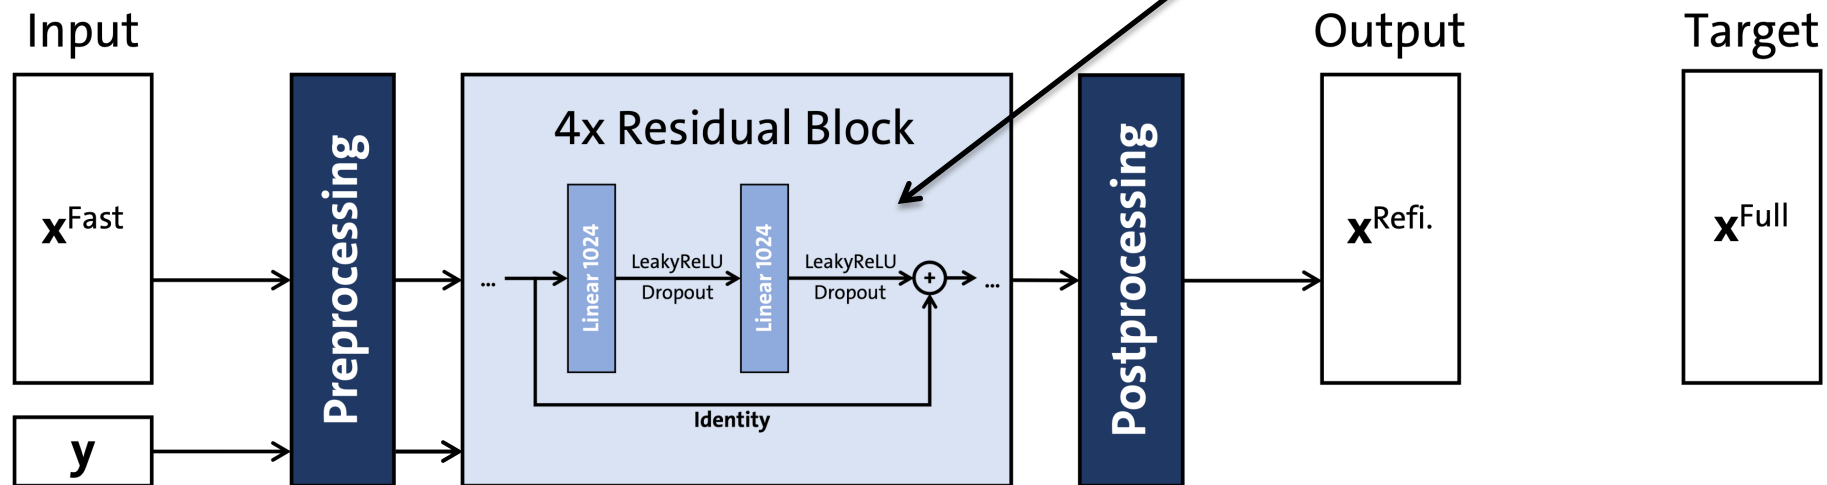 Input
Output
Target
x^Fast
y
Preprocessing
4x Residual Block
...
Linear 1024
LeakyReLU
Dropout
Linear 1024
LeakyReLU
Dropout
+
...
Identity
Postprocessing
x^Refi.
x^Full